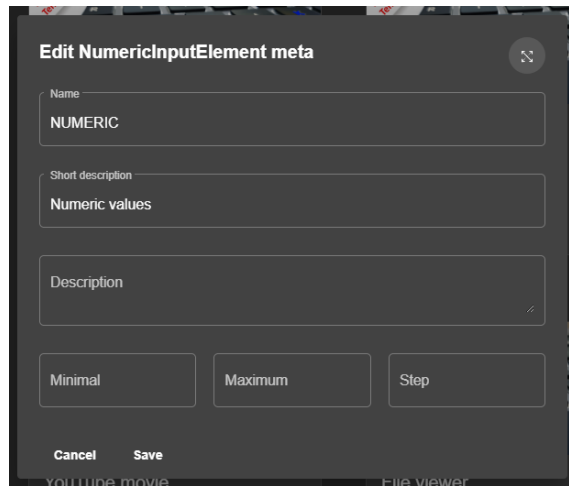 Edit NumericInputElement meta
Name
NUMERIC
Short description
Numeric values
Description
Minimal Maximum Step
Cancel Save
YouTube movie File viewer